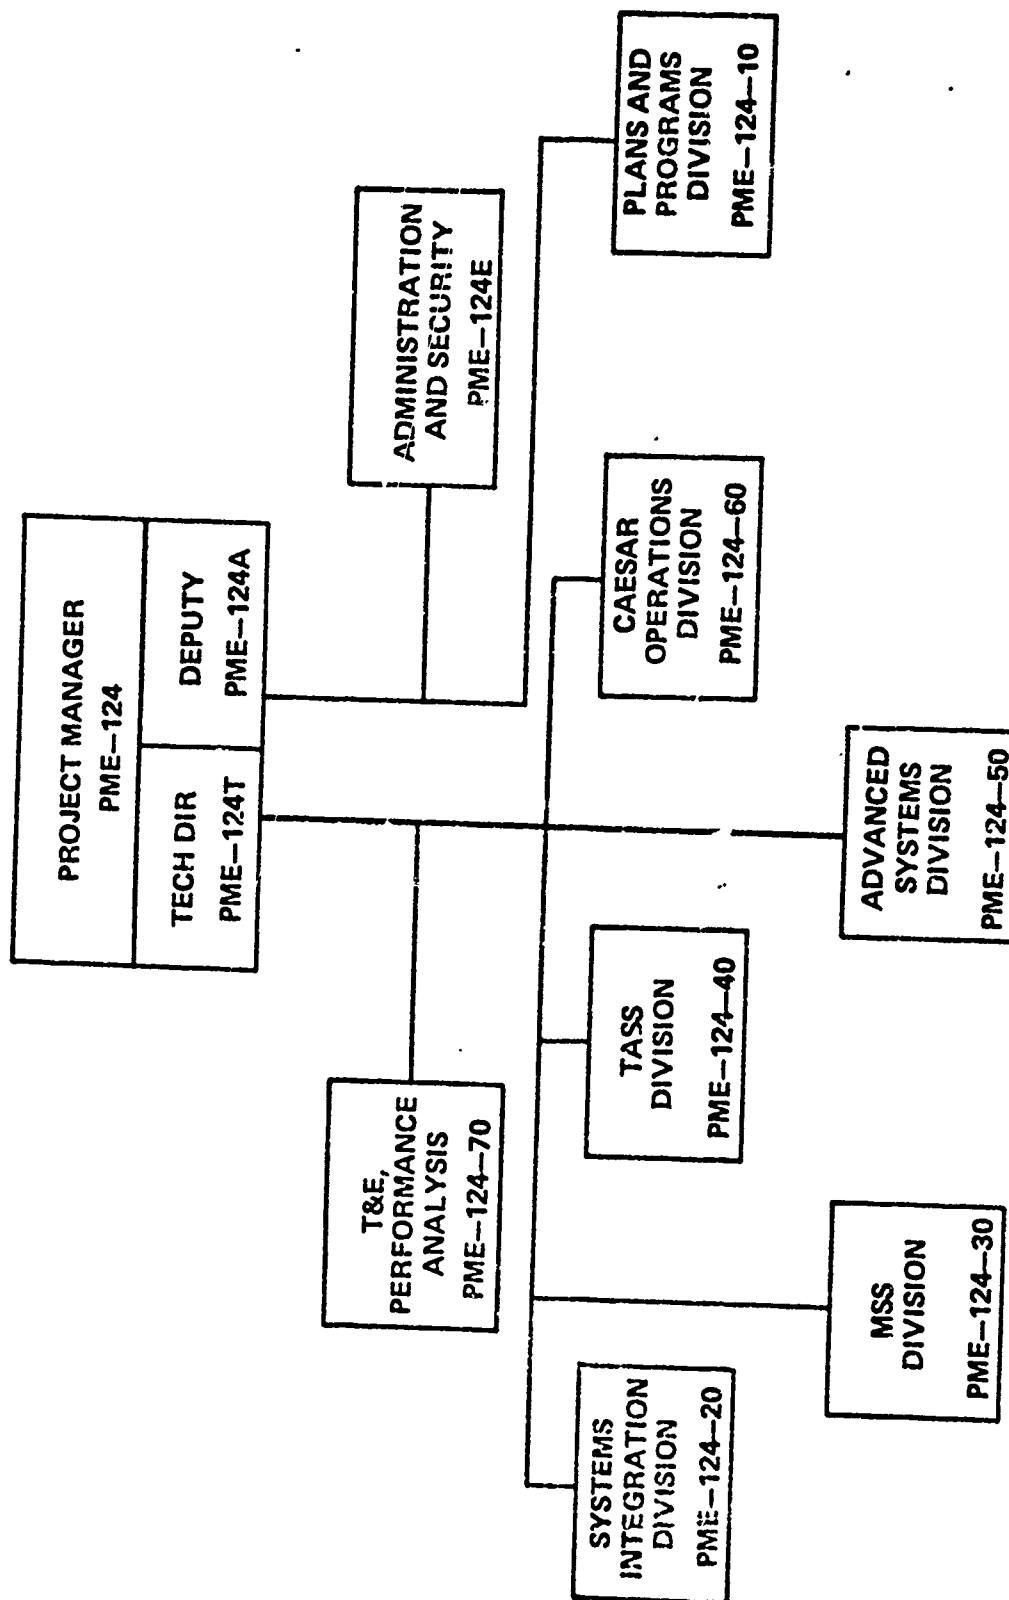 PROJECT MANAGER
PME–124
TECH DIR
PME–124T
DEPUTY
PME–124A
T&E,
PERFORMANCE
ANALYSIS
PME–124–70
ADMINISTRATION
AND SECURITY
PME–124E
SYSTEMS
INTEGRATION
DIVISION
PME–124–20
MSS
DIVISION
PME–124–30
TASS
DIVISION
PME–124–40
ADVANCED
SYSTEMS
DIVISION
PME–124–50
CAESAR
OPERATIONS
DIVISION
PME–124–60
PLANS AND
PROGRAMS
DIVISION
PME–124–10